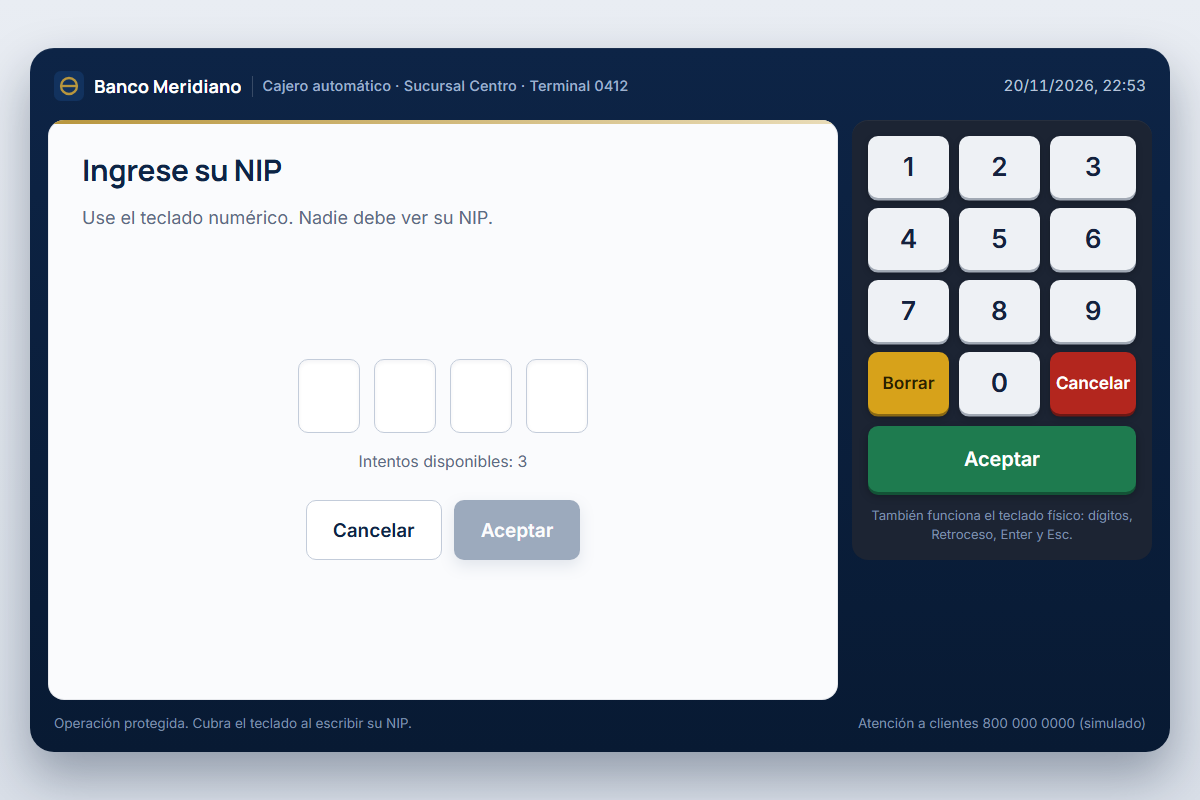 Banco Meridiano
Cajero automático · Sucursal Centro · Terminal 0412
20/11/2026, 22:53
Ingrese su NIP
Use el teclado numérico. Nadie debe ver su NIP.
Intentos disponibles: 3
Cancelar
Aceptar
1 2 3
4 5 6
7 8 9
Borrar 0 Cancelar
Aceptar
También funciona el teclado físico: dígitos,
Retroceso, Enter y Esc.
Operación protegida. Cubra el teclado al escribir su NIP.
Atención a clientes 800 000 0000 (simulado)